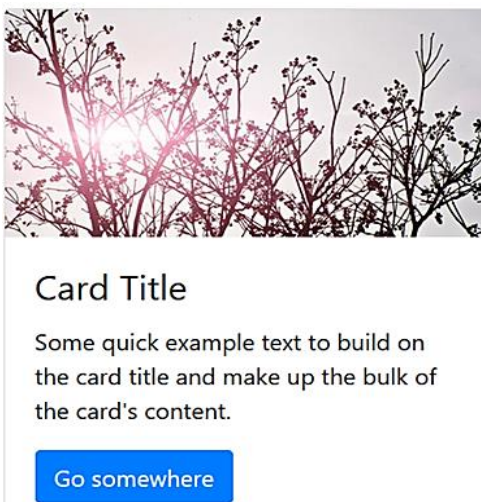 Card Title
Some quick example text to build on
the card title and make up the bulk of
the card's content.
Go somewhere